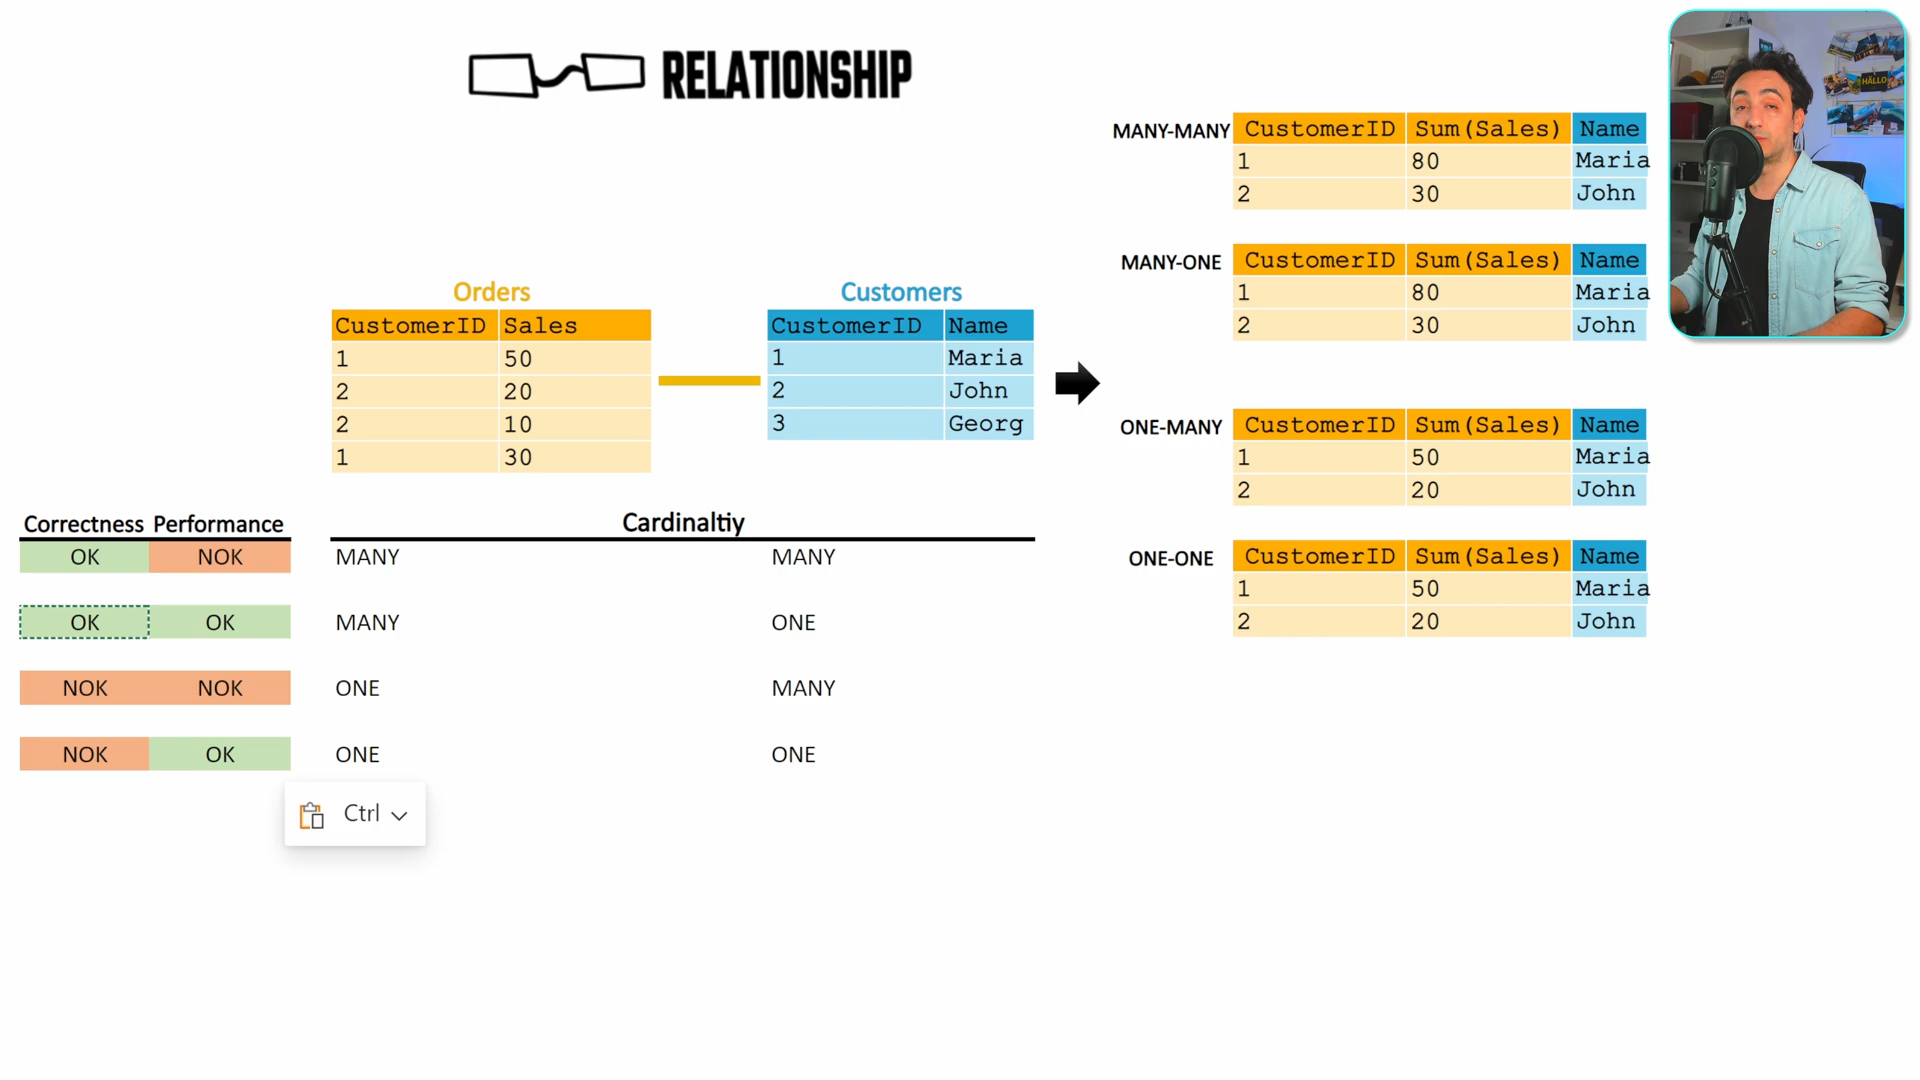 RELATIONSHIP
HALLO
Orders
CustomerID Sales
1 50
2 20
2 10
1 30
Customers
CustomerID Name
1 Maria
2 John
3 Georg
MANY-MANY
CustomerID Sum(Sales) Name
1 80 Maria
2 30 John
MANY-ONE
CustomerID Sum(Sales) Name
1 80 Maria
2 30 John
ONE-MANY
CustomerID Sum(Sales) Name
1 50 Maria
2 20 John
ONE-ONE
CustomerID Sum(Sales) Name
1 50 Maria
2 20 John
Correctness Performance Cardinaltiy
OK NOK MANY MANY
OK OK MANY ONE
NOK NOK ONE MANY
NOK OK ONE ONE
Ctrl